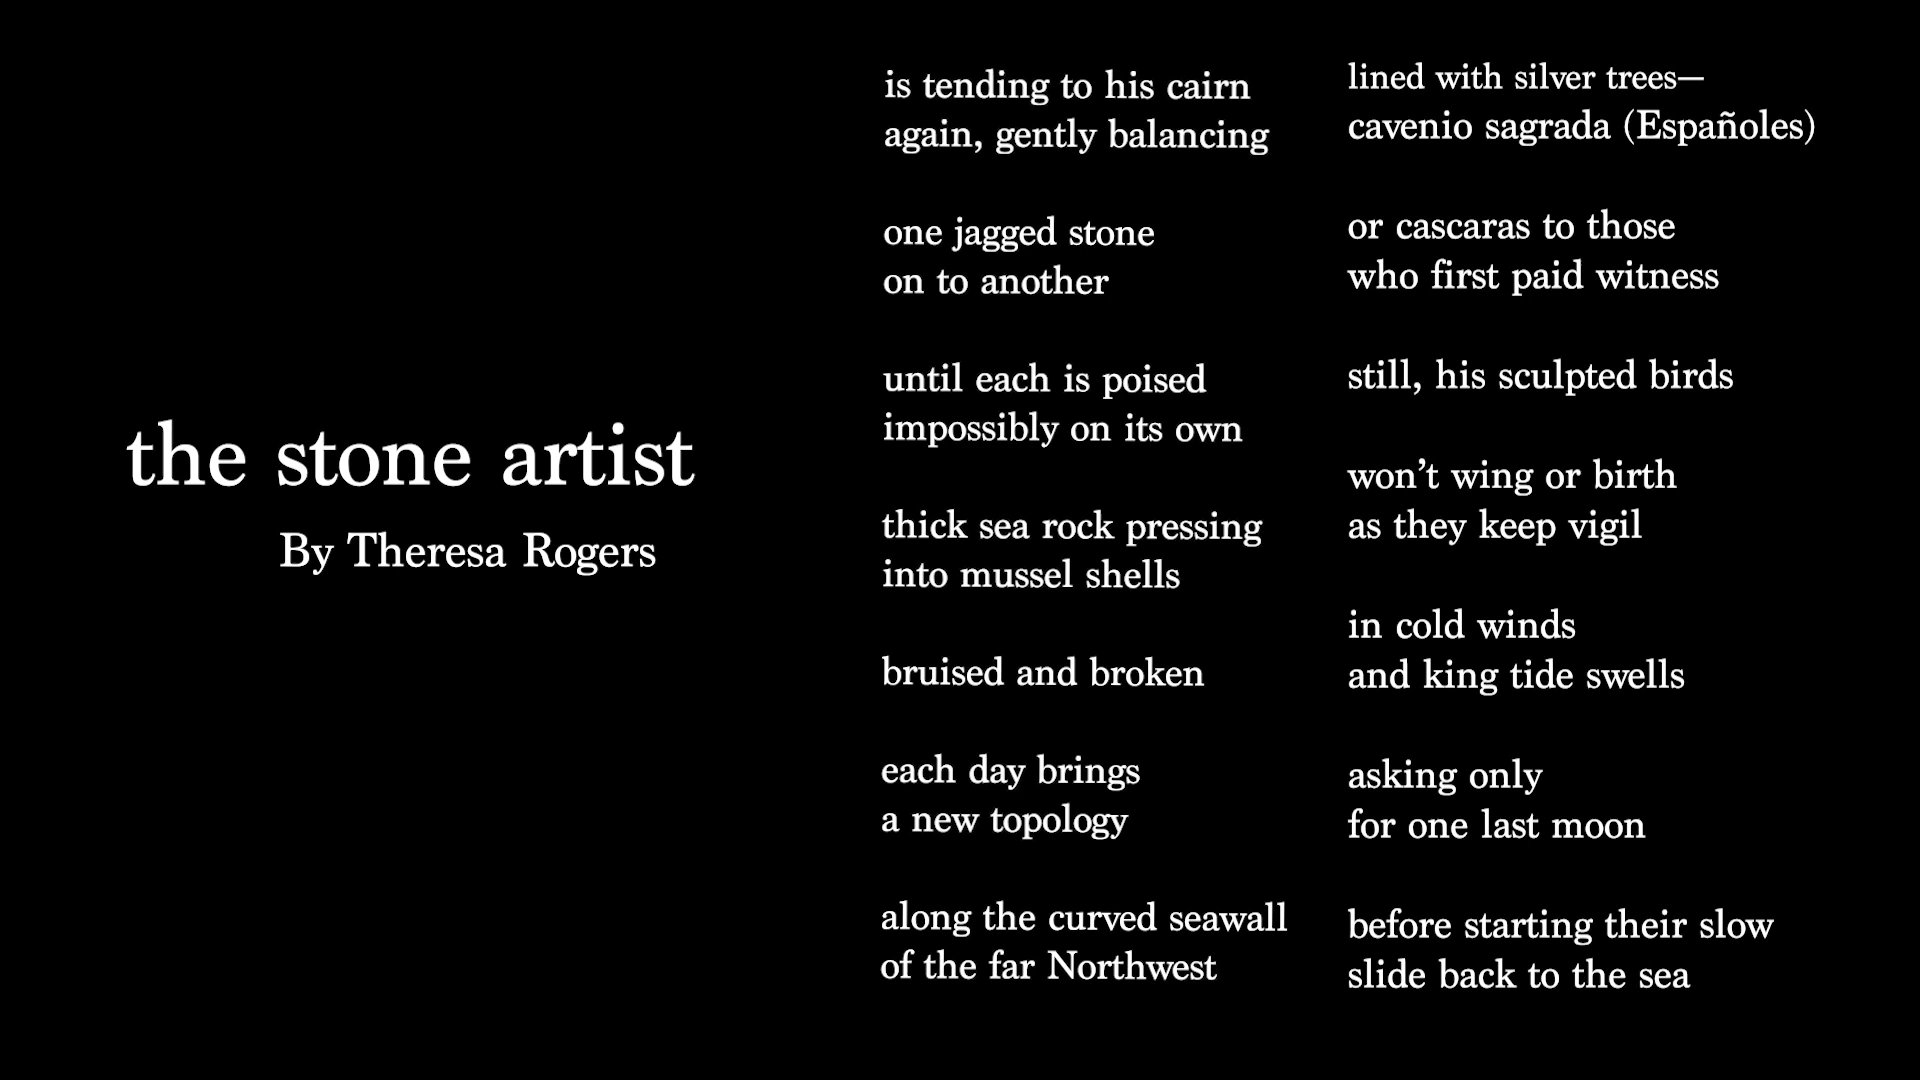 the stone artist
By Theresa Rogers
is tending to his cairn
again, gently balancing
one jagged stone
on to another
until each is poised
impossibly on its own
thick sea rock pressing
into mussel shells
bruised and broken
each day brings
a new topology
along the curved seawall
of the far Northwest
lined with silver trees—
cavenio sagrada (Españoles)
or cascaras to those
who first paid witness
still, his sculpted birds
won’t wing or birth
as they keep vigil
in cold winds
and king tide swells
asking only
for one last moon
before starting their slow
slide back to the sea